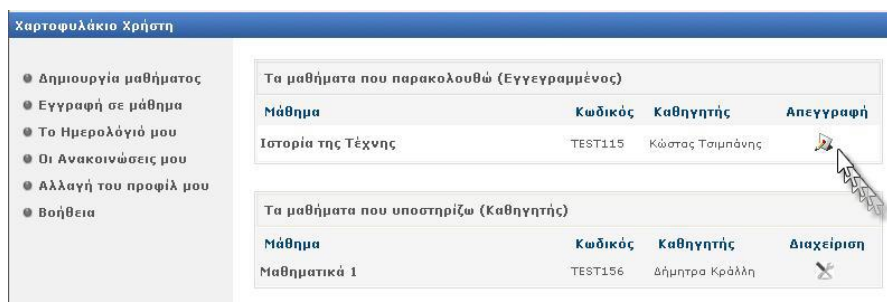 Χαρτοφυλάκιο Χρήστη
Δημιουργία μαθήματος
Εγγραφή σε μάθημα
Το Ημερολόγιό μου
Οι Ανακοινώσεις μου
Αλλαγή του προφίλ μου
Βοήθεια
Τα μαθήματα που παρακολουθώ (Εγγεγραμμένος)
Μάθημα Κωδικός Καθηγητής Απεγγραφή
Ιστορία της Τέχνης TEST115 Κώστας Τσιμπάνης
Τα μαθήματα που υποστηρίζω (Καθηγητής)
Μάθημα Κωδικός Καθηγητής Διαχείριση
Μαθηματικά 1 TEST156 Δήμητρα Κράλλη